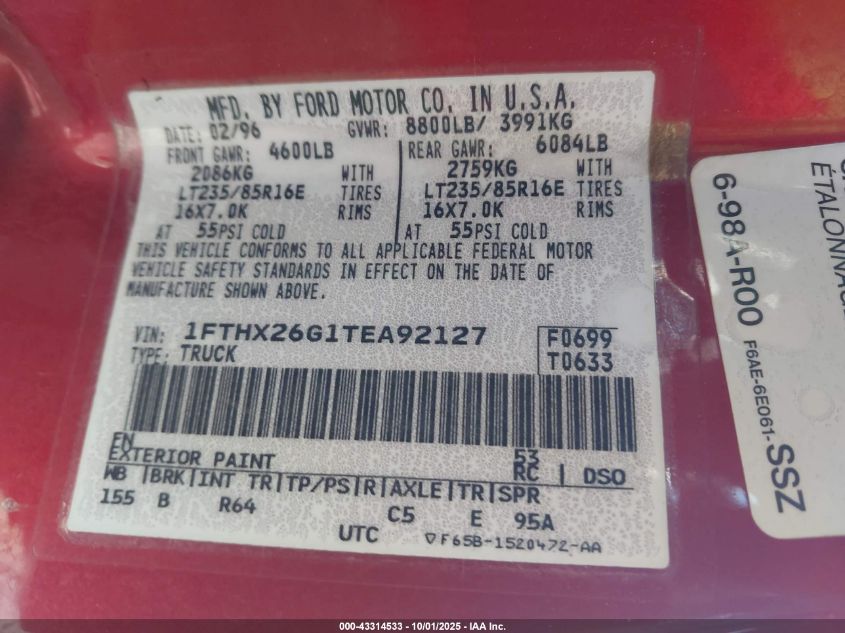 MFD. BY FORD MOTOR CO. IN U.S.A.
DATE: 02/96 GVWR: 8800LB/ 3991KG
FRONT GAWR: 4600LB REAR GAWR: 6084LB
2086KG WITH 2759KG WITH
LT235/85R16E TIRES LT235/85R16E TIRES
16X7.0K RIMS 16X7.0K RIMS
AT 55PSI COLD AT 55PSI COLD
THIS VEHICLE CONFORMS TO ALL APPLICABLE FEDERAL MOTOR
VEHICLE SAFETY STANDARDS IN EFFECT ON THE DATE OF
MANUFACTURE SHOWN ABOVE.
VIN: 1FTHX26G1TEA92127 F0699
TYPE: TRUCK T0633
EN 53
EXTERIOR PAINT RC DSO
WB BRK INT TR TP/PS R AXLE TR SPR
155 B R64 C5 E 95A
UTC ▽F65B-1520472-AA
6-98A-R00 F6AE-6E061-SSZ
000-43314533 - 10/01/2025 - IAA Inc.